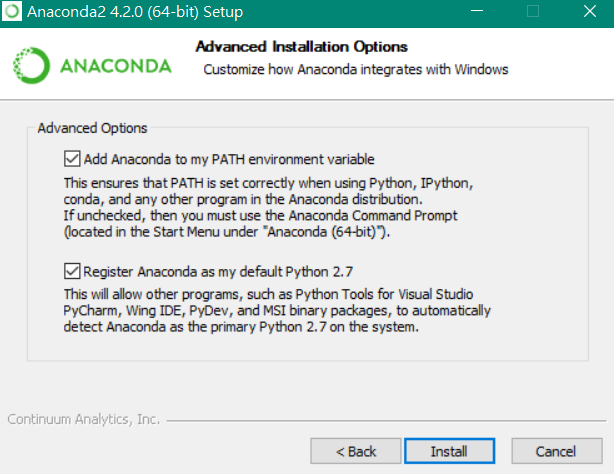 Anaconda2 4.2.0 (64-bit) Setup
ANACONDA
Advanced Installation Options
Customize how Anaconda integrates with Windows
Advanced Options
Add Anaconda to my PATH environment variable
This ensures that PATH is set correctly when using Python, IPython,
conda, and any other program in the Anaconda distribution.
If unchecked, then you must use the Anaconda Command Prompt
(located in the Start Menu under "Anaconda (64-bit)").
Register Anaconda as my default Python 2.7
This will allow other programs, such as Python Tools for Visual Studio
PyCharm, Wing IDE, PyDev, and MSI binary packages, to automatically
detect Anaconda as the primary Python 2.7 on the system.
Continuum Analytics, Inc.
< Back
Install
Cancel